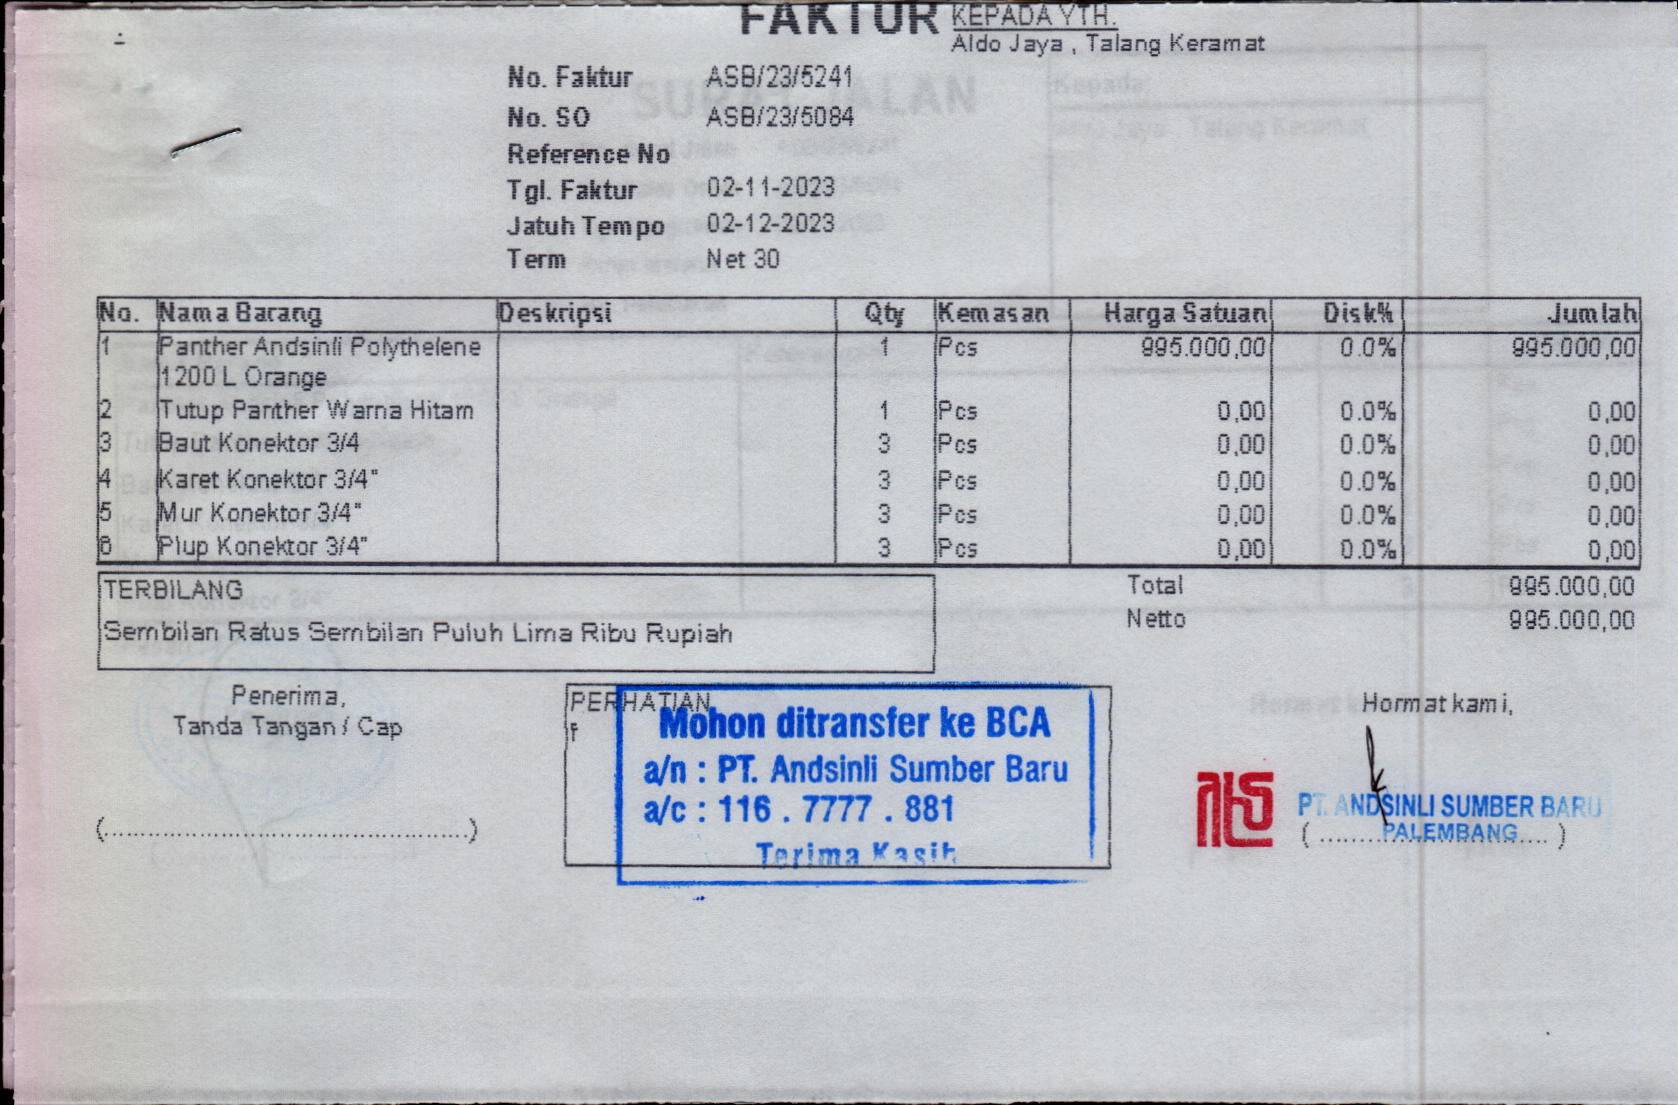 FAKTUR
KEPADA YTH.
Aldo Jaya , Talang Keramat
No. Faktur ASB/23/5241
No. SO ASB/23/5084
Reference No
Tgl. Faktur 02-11-2023
Jatuh Tempo 02-12-2023
Term Net 30
No. Nama Barang Deskripsi Qty Kemasan Harga Satuan Disk% Jumlah
1 Panther Andsinli Polythelene 1 Pcs 995.000,00 0.0% 995.000,00
1200 L Orange
2 Tutup Panther Warna Hitam 1 Pcs 0,00 0.0% 0,00
3 Baut Konektor 3/4 3 Pcs 0,00 0.0% 0,00
4 Karet Konektor 3/4" 3 Pcs 0,00 0.0% 0,00
5 Mur Konektor 3/4" 3 Pcs 0,00 0.0% 0,00
6 Plup Konektor 3/4" 3 Pcs 0,00 0.0% 0,00
TERBILANG
Sembilan Ratus Sembilan Puluh Lima Ribu Rupiah
Total 995.000,00
Netto 995.000,00
Penerima,
Tanda Tangan / Cap
(................................................)
PERHATIAN
f
Mohon ditransfer ke BCA
a/n : PT. Andsinli Sumber Baru
a/c : 116 . 7777 . 881
Terima Kasih
Hormat kami,
PT. ANDSINLI SUMBER BARU
PALEMBANG